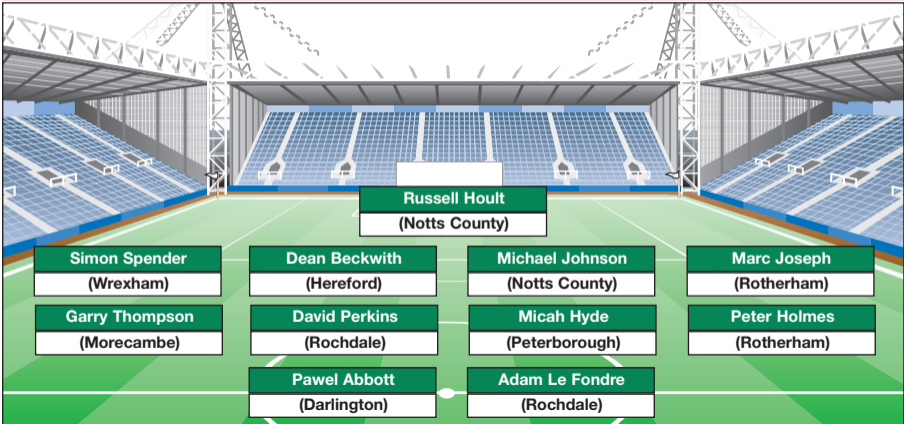 Russell Hoult
(Notts County)
Simon Spender
(Wrexham)
Dean Beckwith
(Hereford)
Michael Johnson
(Notts County)
Marc Joseph
(Rotherham)
Garry Thompson
(Morecambe)
David Perkins
(Rochdale)
Micah Hyde
(Peterborough)
Peter Holmes
(Rotherham)
Pawel Abbott
(Darlington)
Adam Le Fondre
(Rochdale)